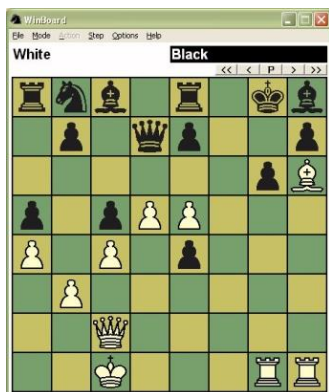 WinBoard
File Mode Action Step Options Help
White Black
<< < P > >>